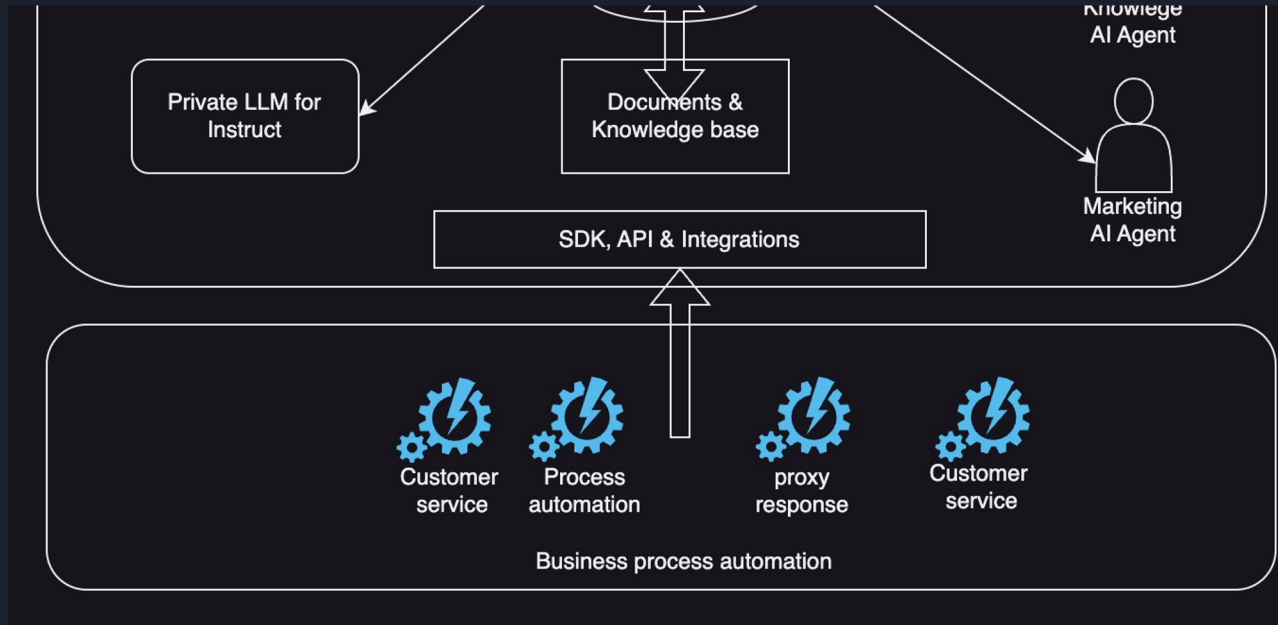 Knowlege
AI Agent
Private LLM for
Instruct
Documents &
Knowledge base
Marketing
AI Agent
SDK, API & Integrations
Customer
service
Process
automation
proxy
response
Customer
service
Business process automation